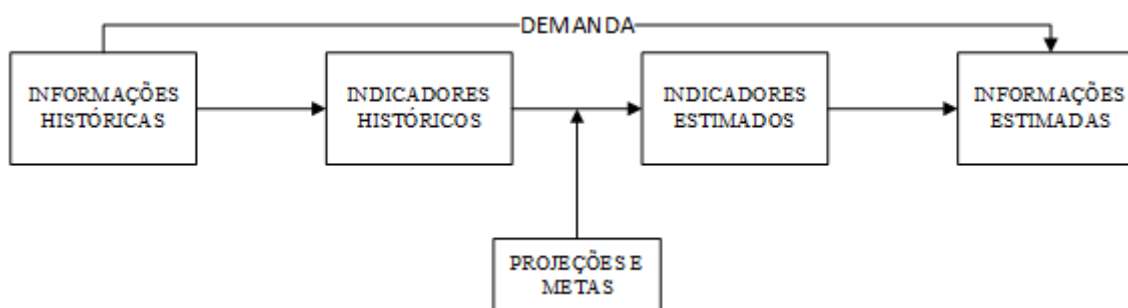 DEMANDA
INFORMAÇÕES
HISTÓRICAS
INDICADORES
HISTÓRICOS
INDICADORES
ESTIMADOS
INFORMAÇÕES
ESTIMADAS
PROJEÇÕES E
METAS